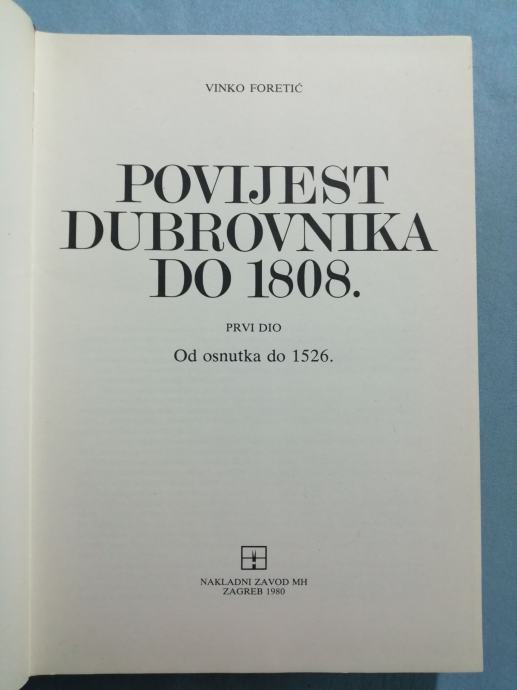 VINKO FORETIĆ
POVIJEST
DUBROVNIKA
DO 1808.
PRVI DIO
Od osnutka do 1526.
NAKLADNI ZAVOD MH
ZAGREB 1980